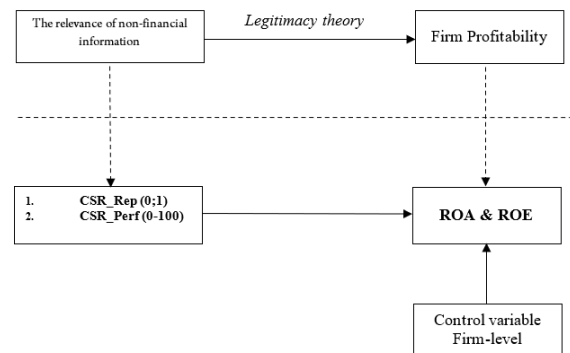 The relevance of non-financial
information
Legitimacy theory
Firm Profitability
1. CSR_Rep (0;1)
2. CSR_Perf (0-100)
ROA & ROE
Control variable
Firm-level